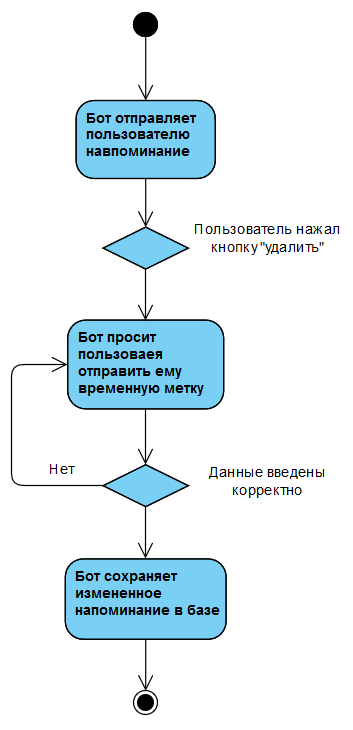 Бот отправляет
пользователю
навпоминание
Пользователь нажал
кнопку "удалить"
Бот просит
пользоваея
отправить ему
временную метку
Нет
Данные введены
корректно
Бот сохраняет
измененное
напоминание в базе